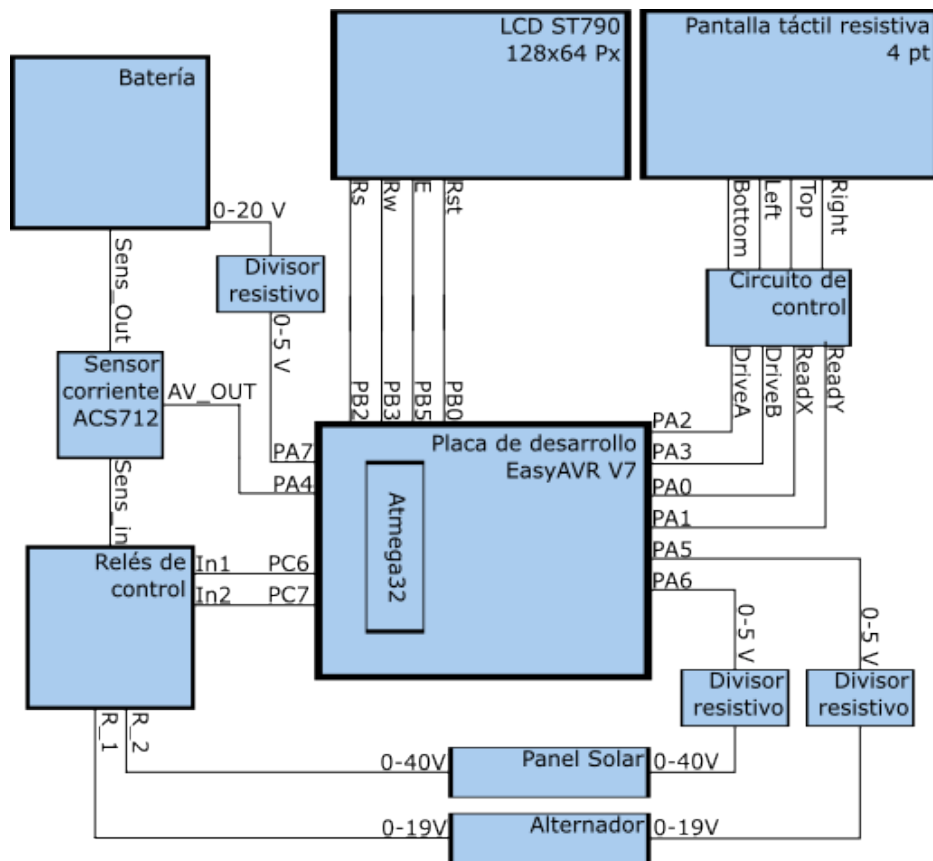 LCD ST790
128x64 Px
Pantalla táctil resistiva
4 pt
Batería
Rs
Rw
E
Rst
Bottom
Left
Top
Right
0-20 V
Divisor
resistivo
0-5 V
Sens_Out
Circuito de
control
Sensor
corriente
ACS712
AV_OUT
DriveA
DriveB
ReadX
ReadY
PB2
PB3
PB5
PB0
PA7
PA4
Placa de desarrollo
EasyAVR V7
Atmega32
PA2
PA3
PA0
PA1
PA5
PA6
Sens_in
Relés de
control
In1
In2
PC6
PC7
0-5 V
0-5 V
Divisor
resistivo
Divisor
resistivo
R_1
R_2
0-40V
Panel Solar
0-40V
0-19V
Alternador
0-19V